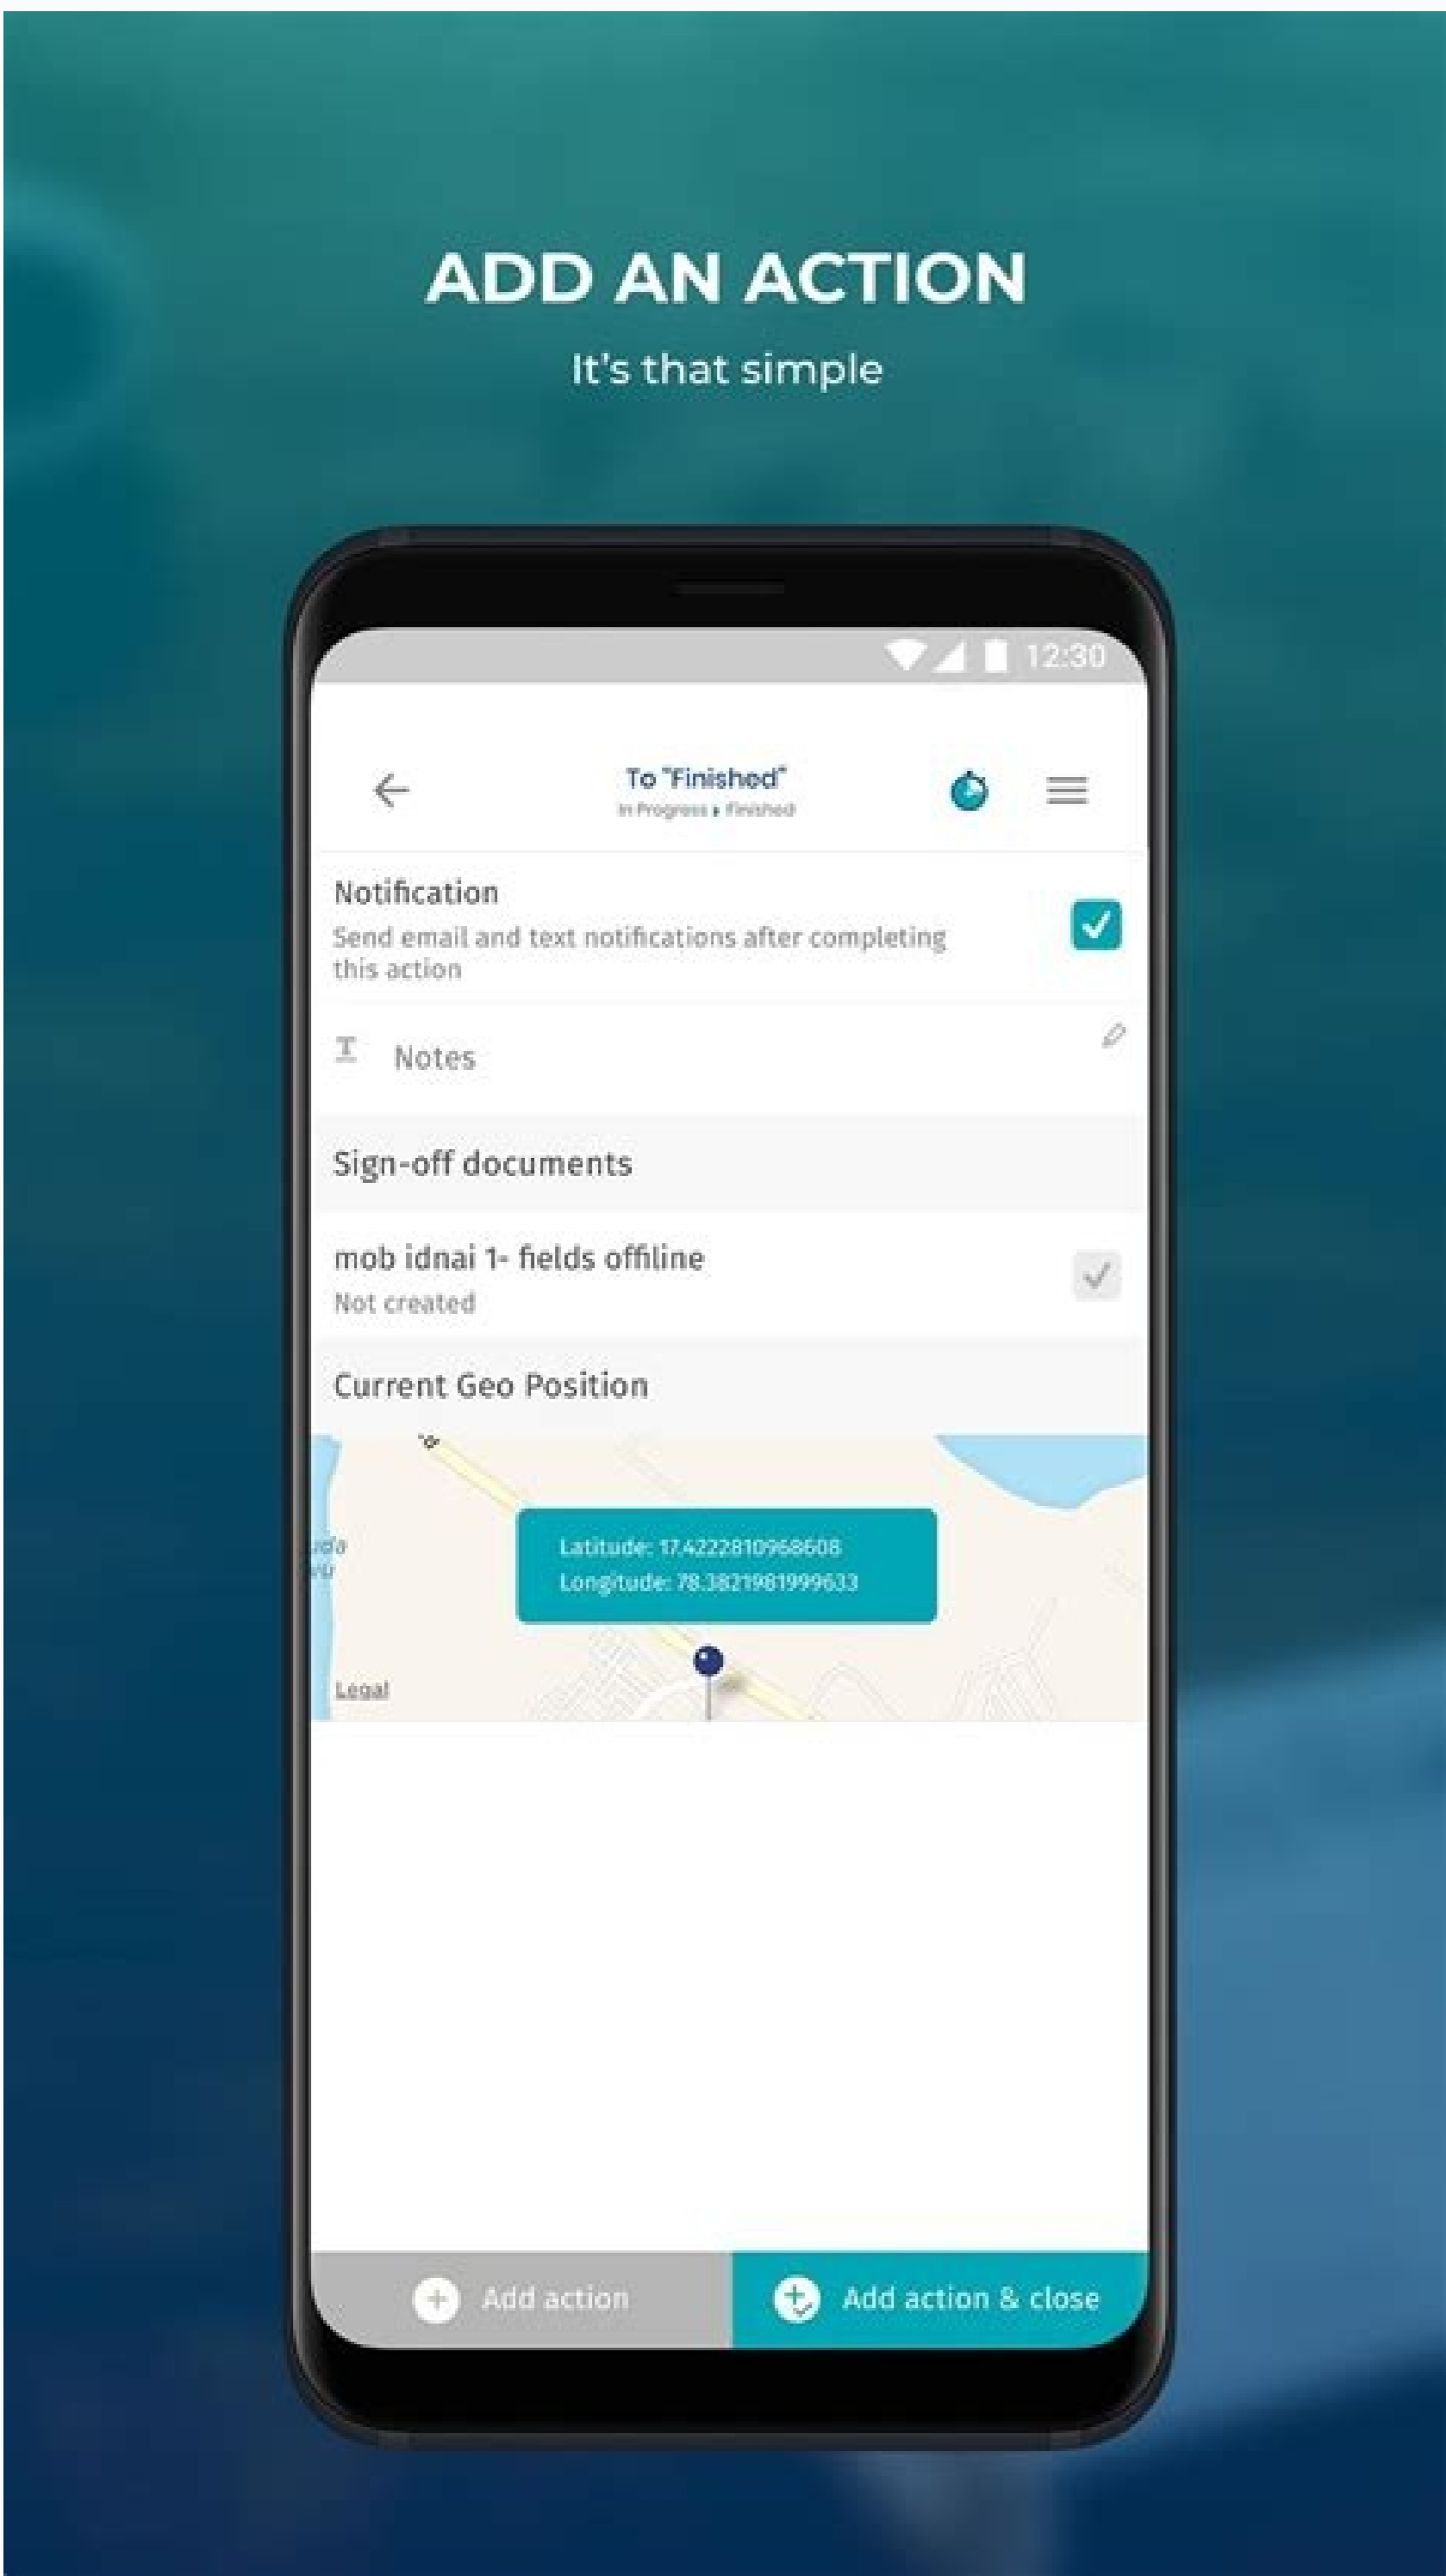 ADD AN ACTION
It's that simple
12:30
To "Finished"
In Progress ▸ Finished
Notification
Send email and text notifications after completing
this action
Notes
Sign-off documents
mob idnai 1- fields offiline
Not created
Current Geo Position
Latitude: 17.4222810968608
Longitude: 78.3821981999633
Legal
Add action
Add action & close